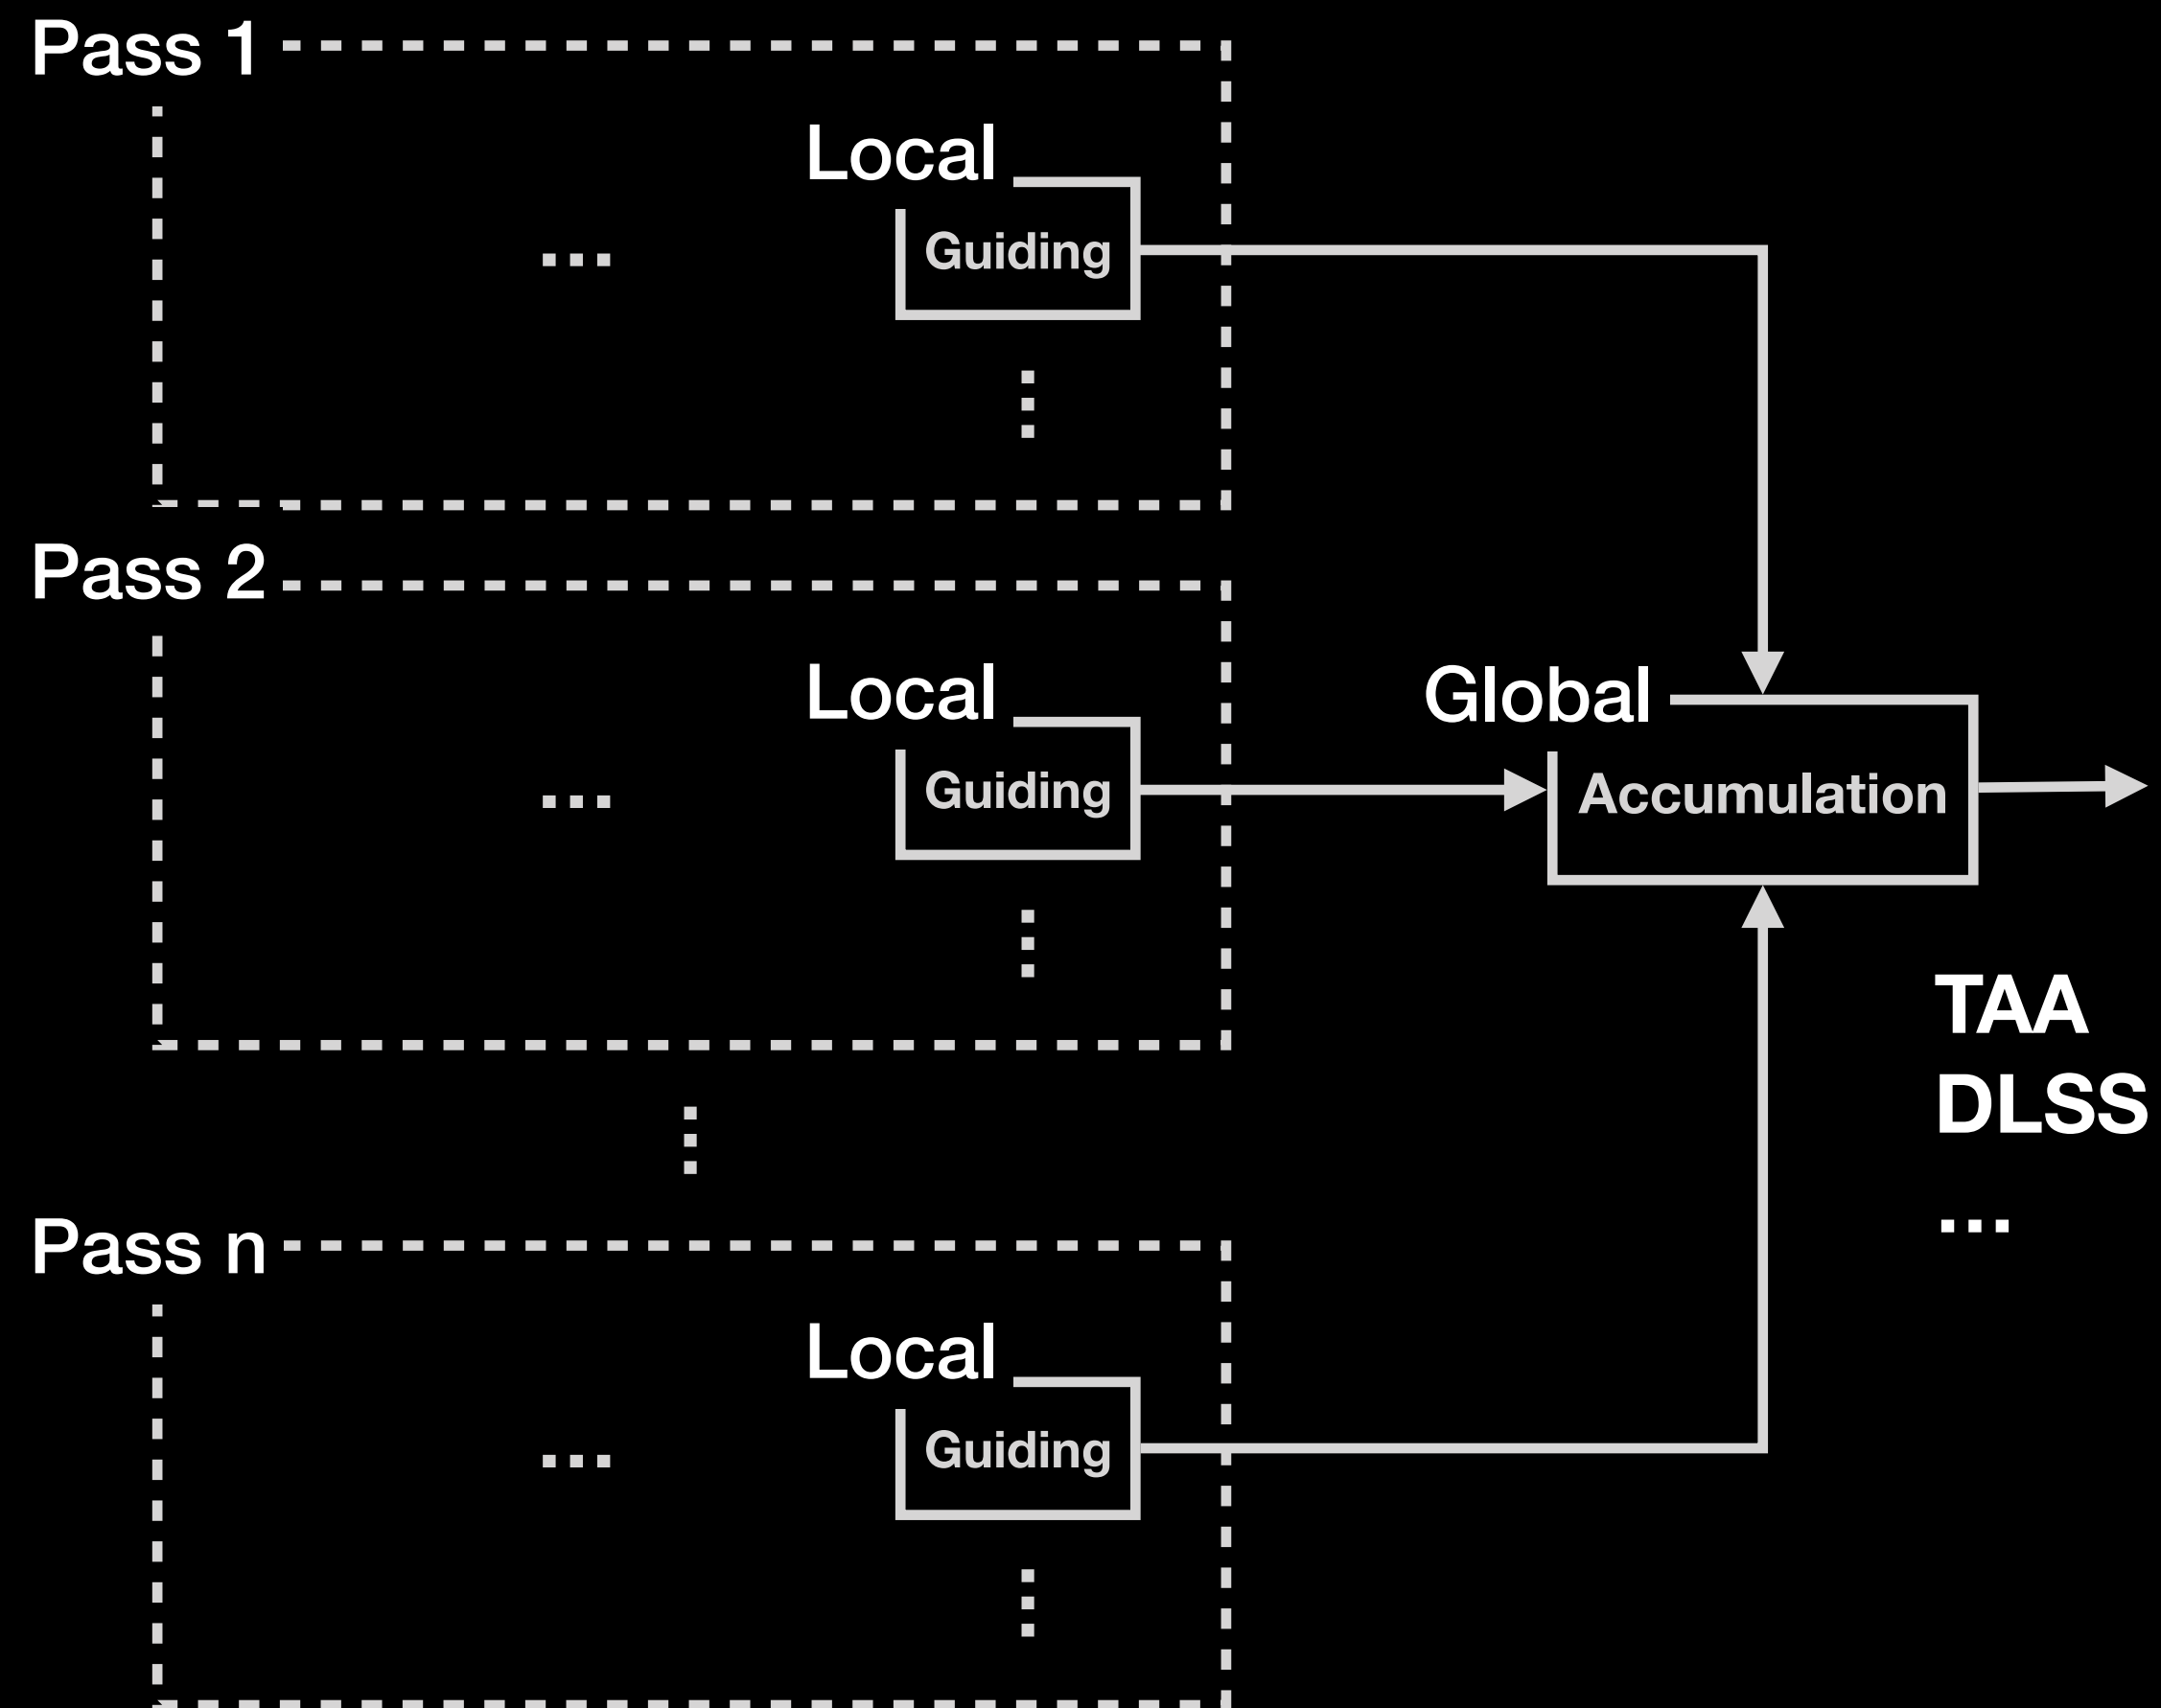 Pass 1
Local
Guiding
...
Pass 2
Local
Guiding
...
Global
Accumulation
TAA
DLSS
...
Pass n
Local
Guiding
...